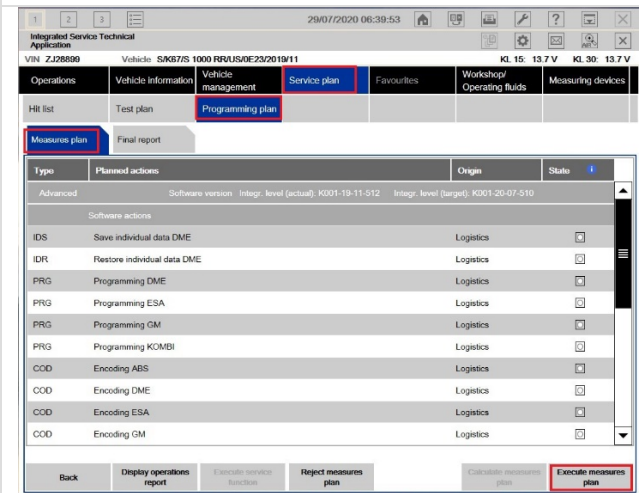 1 2 3 29/07/2020 06:39:53
Integrated Service Technical
Application
VIN ZJ28899 Vehicle S/K67/S 1000 RR/US/0E23/2019/11 KL 15: 13.7 V KL 30: 13.7 V
Operations Vehicle information Vehicle management Service plan Favourites Workshop/ Operating fluids Measuring devices
Hit list Test plan Programming plan
Measures plan Final report
Type Planned actions Origin State i
Advanced Software version Integr. level (actual): K001-19-11-512 Integr. level (target): K001-20-07-510
Software actions
IDS Save individual data DME Logistics
IDR Restore individual data DME Logistics
PRG Programming DME Logistics
PRG Programming ESA Logistics
PRG Programming GM Logistics
PRG Programming KOMBI Logistics
COD Encoding ABS Logistics
COD Encoding DME Logistics
COD Encoding ESA Logistics
COD Encoding GM Logistics
Back Display operations report Execute service function Reject measures plan Calculate measures plan Execute measures plan